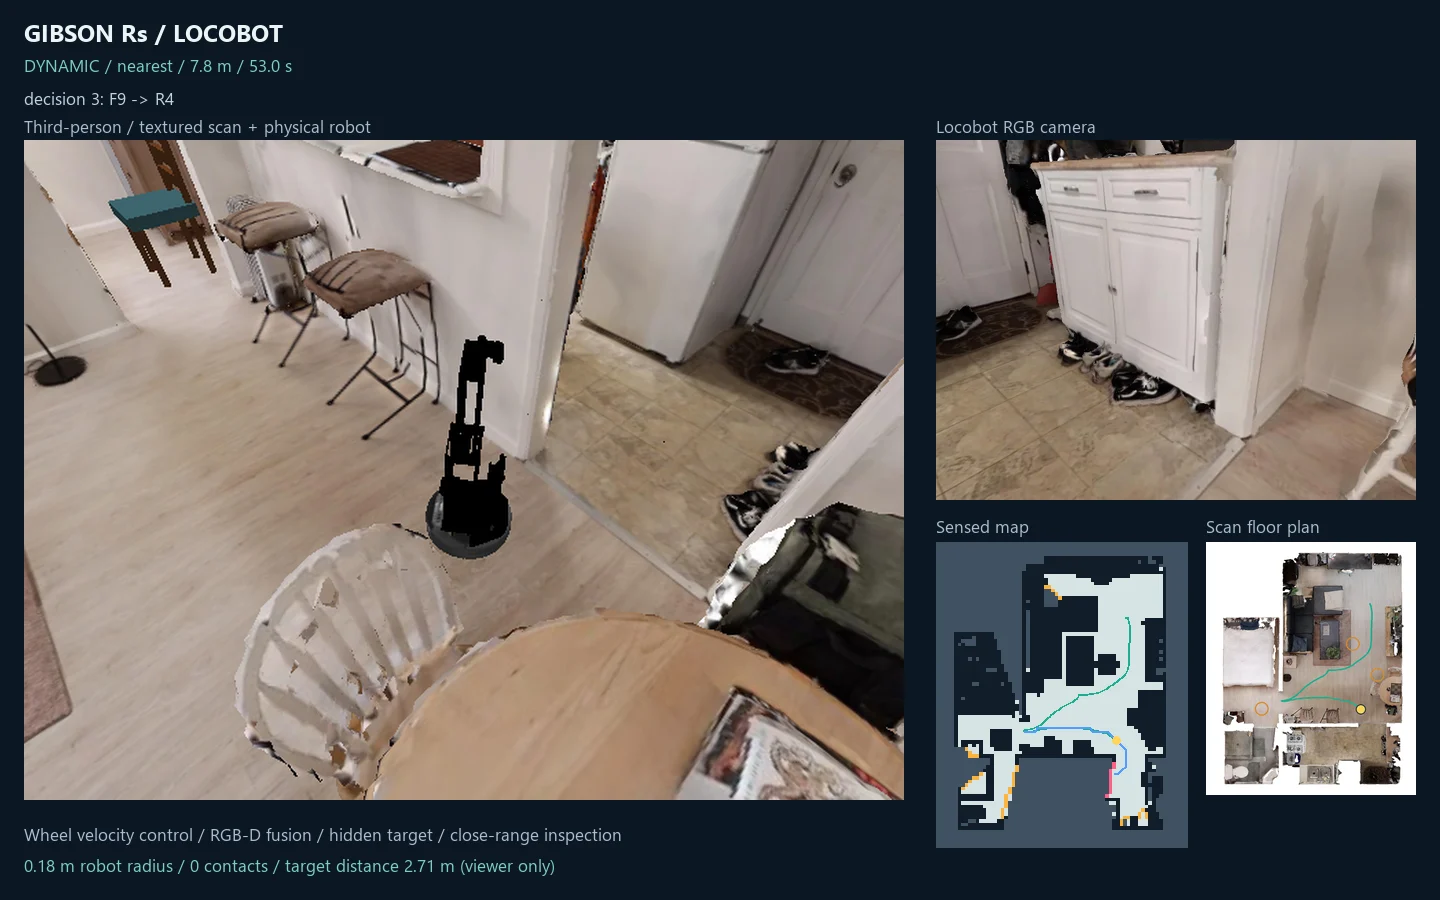 GIBSON Rs / LOCOBOT
DYNAMIC / nearest / 7.8 m / 53.0 s
decision 3: F9 -> R4
Third-person / textured scan + physical robot
Locobot RGB camera
Sensed map
Scan floor plan
Wheel velocity control / RGB-D fusion / hidden target / close-range inspection
0.18 m robot radius / 0 contacts / target distance 2.71 m (viewer only)